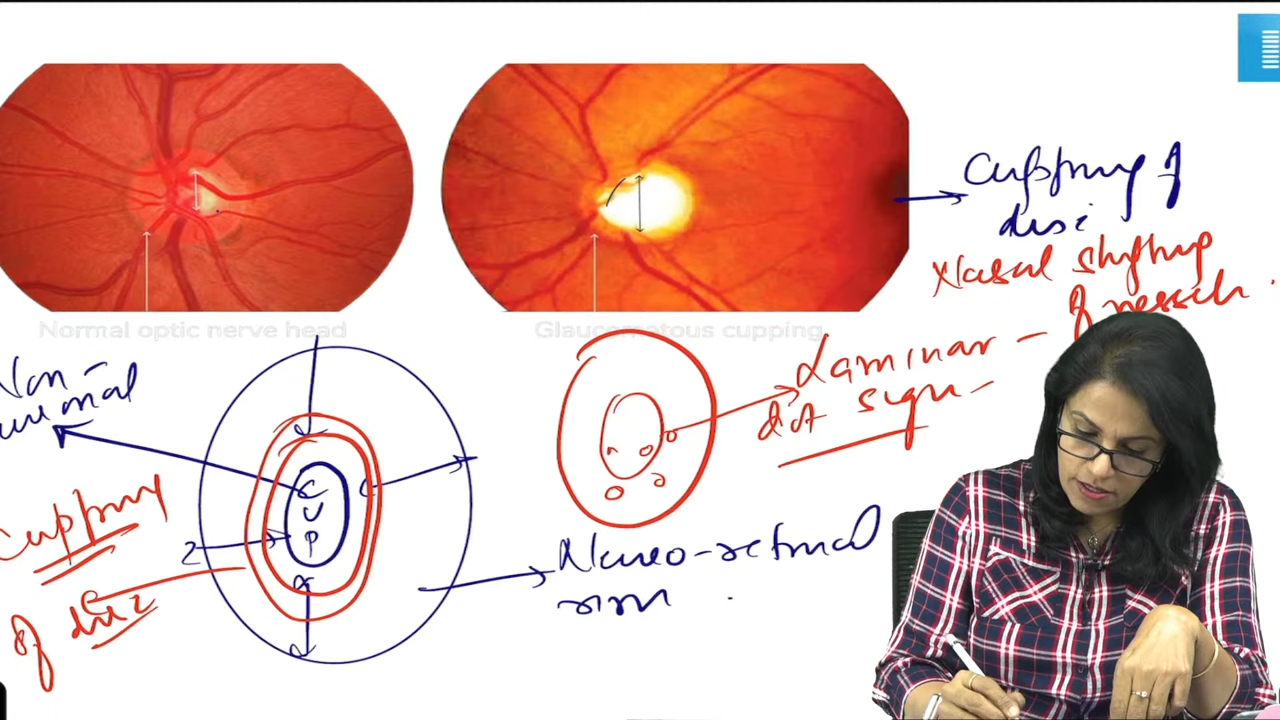 Cupping of
disc
Nasal shifting
of vessels
Normal optic nerve head
Glaucomatous cupping
Laminar
dot sign
Non-
C
U
P
2
Cupping
of disc
Neuro-retinal
rim